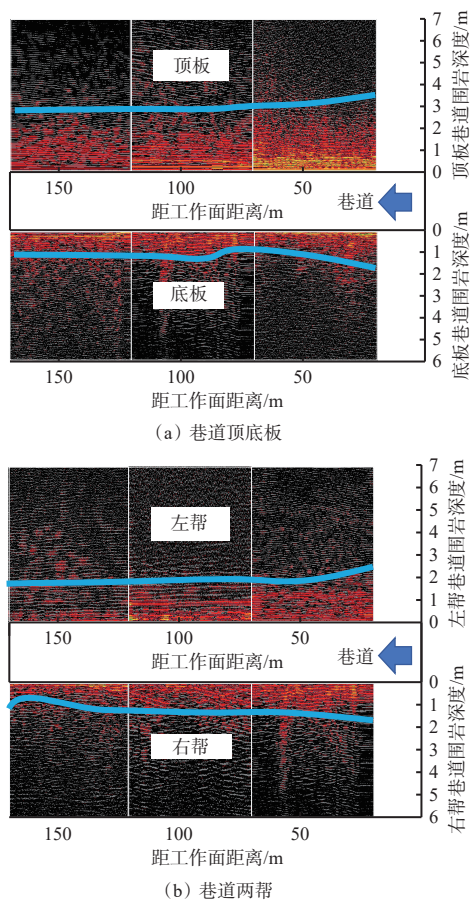 7
6
5
4
3
2
1
0
顶板巷道围岩深度/m
顶板
150
100
50
距工作面距离/m
巷道
0
1
2
3
4
5
6
底板巷道围岩深度/m
底板
150
100
50
距工作面距离/m
（a）巷道顶底板
7
6
5
4
3
2
1
0
左帮巷道围岩深度/m
左帮
150
100
50
距工作面距离/m
巷道
0
1
2
3
4
5
6
右帮巷道围岩深度/m
右帮
150
100
50
距工作面距离/m
（b）巷道两帮